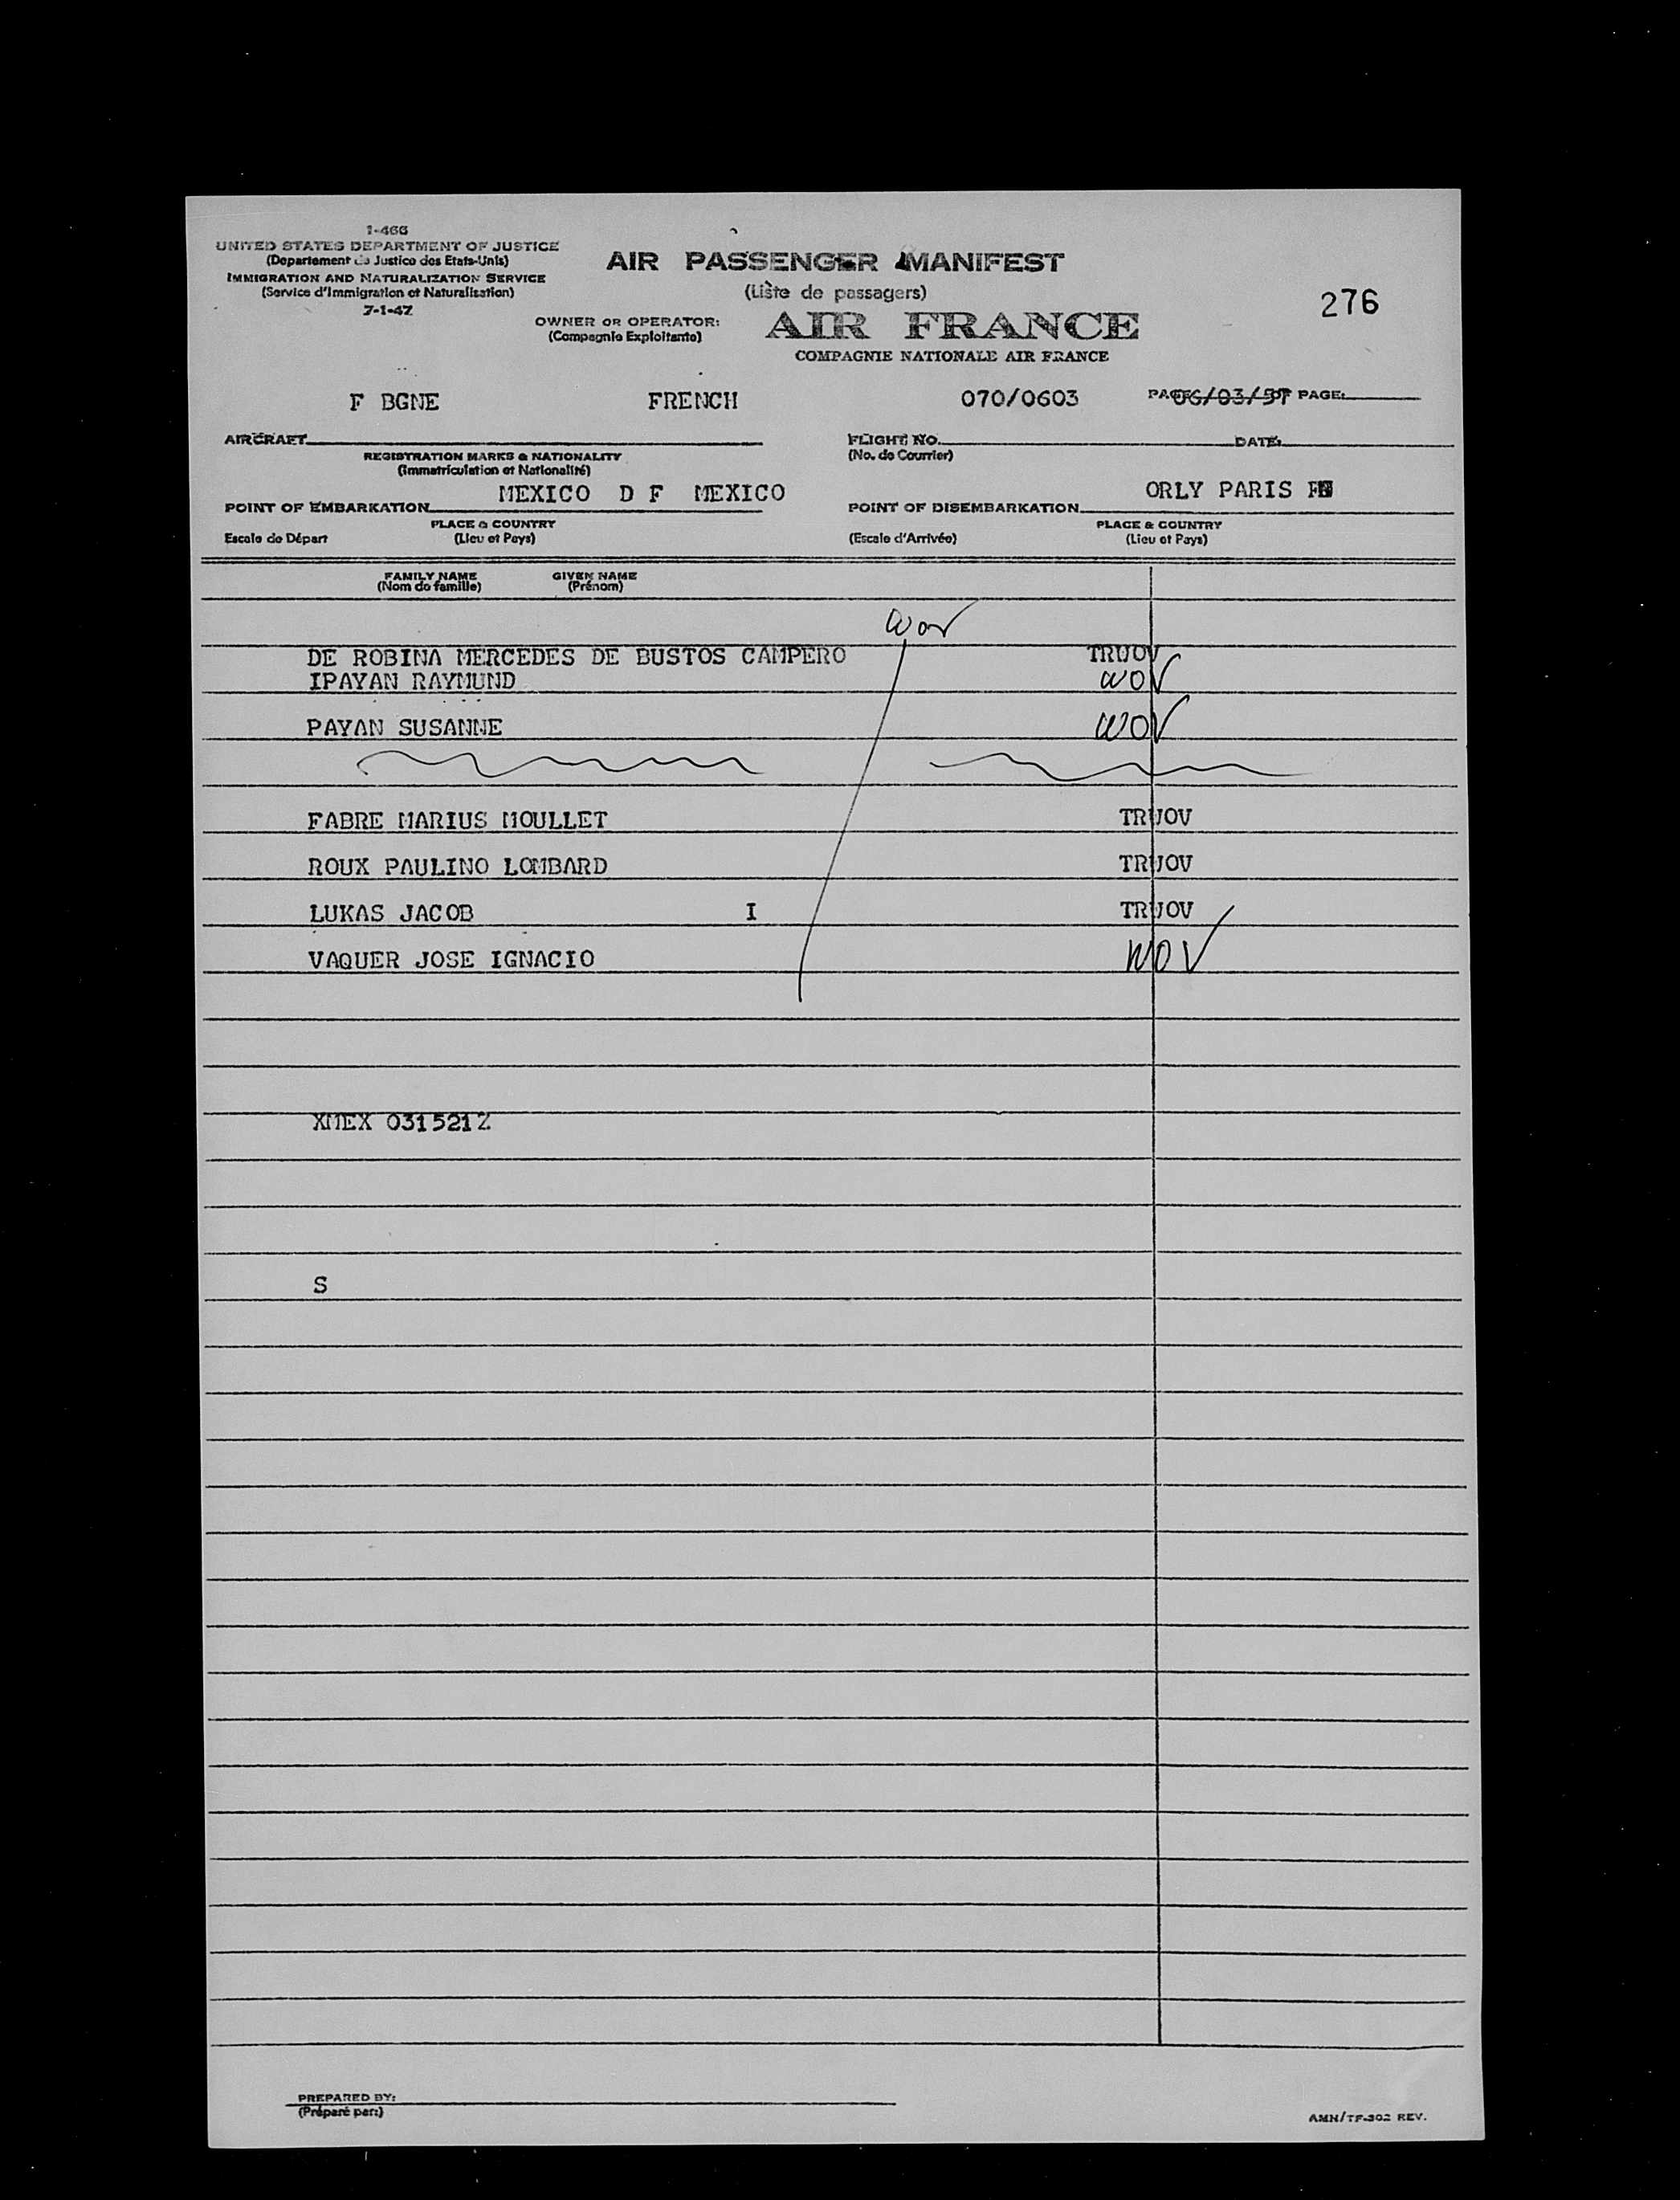 I-466
UNITED STATES DEPARTMENT OF JUSTICE
(Departement de Justice des Etats-Unis)
IMMIGRATION AND NATURALIZATION SERVICE
(Service d'Immigration et Naturalisation)
7-1-47
AIR PASSENGER MANIFEST
(Liste de passagers)
276
OWNER OR OPERATOR: AIR FRANCE
(Compagnie Exploitante)
COMPAGNIE NATIONALE AIR FRANCE
F BGNE FRENCH 070/0603 06/03/57 PAGE:
AIRCRAFT FLIGHT NO. DATE:
REGISTRATION MARKS & NATIONALITY (No. de Courrier)
(Immatriculation et Nationalité)
MEXICO D F MEXICO ORLY PARIS
POINT OF EMBARKATION POINT OF DISEMBARKATION
PLACE & COUNTRY PLACE & COUNTRY
Escale de Départ (Lieu et Pays) (Escale d'Arrivée) (Lieu et Pays)
FAMILY NAME GIVEN NAME
(Nom de famille) (Prénom)
WOV
DE ROBINA MERCEDES DE BUSTOS CAMPERO TRUOV
IPAYAN RAYMUND WOV
PAYAN SUSANNE WOV
FABRE MARIUS MOULLET TRUOV
ROUX PAULINO LOMBARD TRUOV
LUKAS JACOB I TRUOV
VAQUER JOSE IGNACIO WOV
XMEX 031521Z
S
PREPARED BY:
(Préparé par:)
AMN/TF-302 REV.